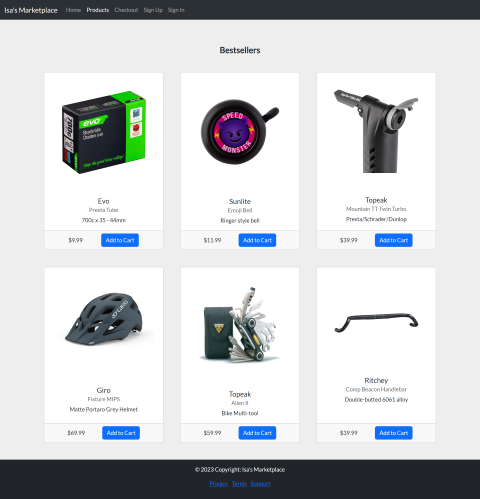 Isa's Marketplace Home Products Checkout Sign Up Sign In
Bestsellers
evo
SPEED
MONSTER
Evo
Presta Tube
700c x 35 - 44mm
$9.99 Add to Cart
Sunlite
Emoji Bell
Ringer style bell
$11.99 Add to Cart
Topeak
Mountain TT Twin Turbo
Presta/Schrader/Dunlop
$39.99 Add to Cart
GIRO
Giro
Fixture MIPS
Matte Portaro Grey Helmet
$69.99 Add to Cart
Topeak
Alien II
Bike Multi-tool
$59.99 Add to Cart
Ritchey
Comp Beacon Handlebar
Double-butted 6061 alloy
$39.99 Add to Cart
© 2023 Copyright: Isa's Marketplace
Privacy Terms Support